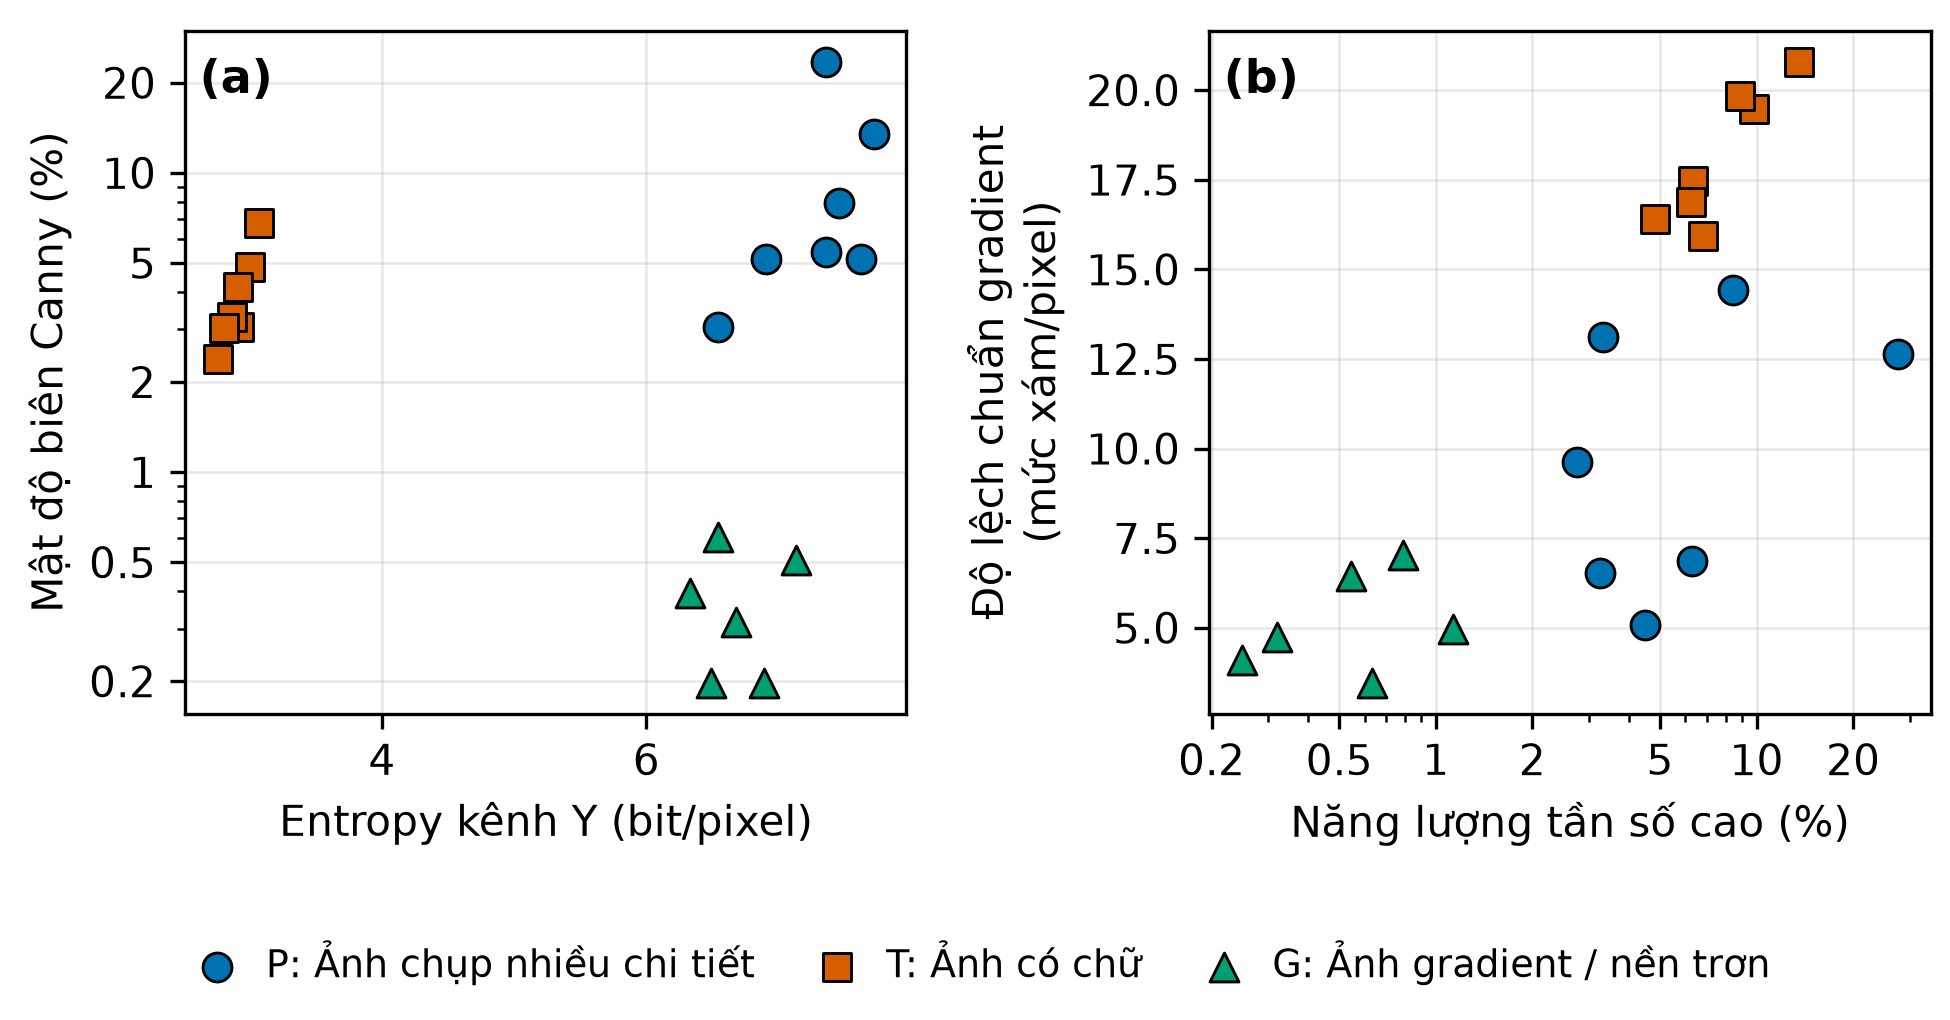 (a)
20
10
5
2
1
0.5
0.2
Mật độ biên Canny (%)
4 6
Entropy kênh Y (bit/pixel)
(b)
20.0
17.5
15.0
12.5
10.0
7.5
5.0
Độ lệch chuẩn gradient
(mức xám/pixel)
0.2 0.5 1 2 5 10 20
Năng lượng tần số cao (%)
P: Ảnh chụp nhiều chi tiết T: Ảnh có chữ G: Ảnh gradient / nền trơn